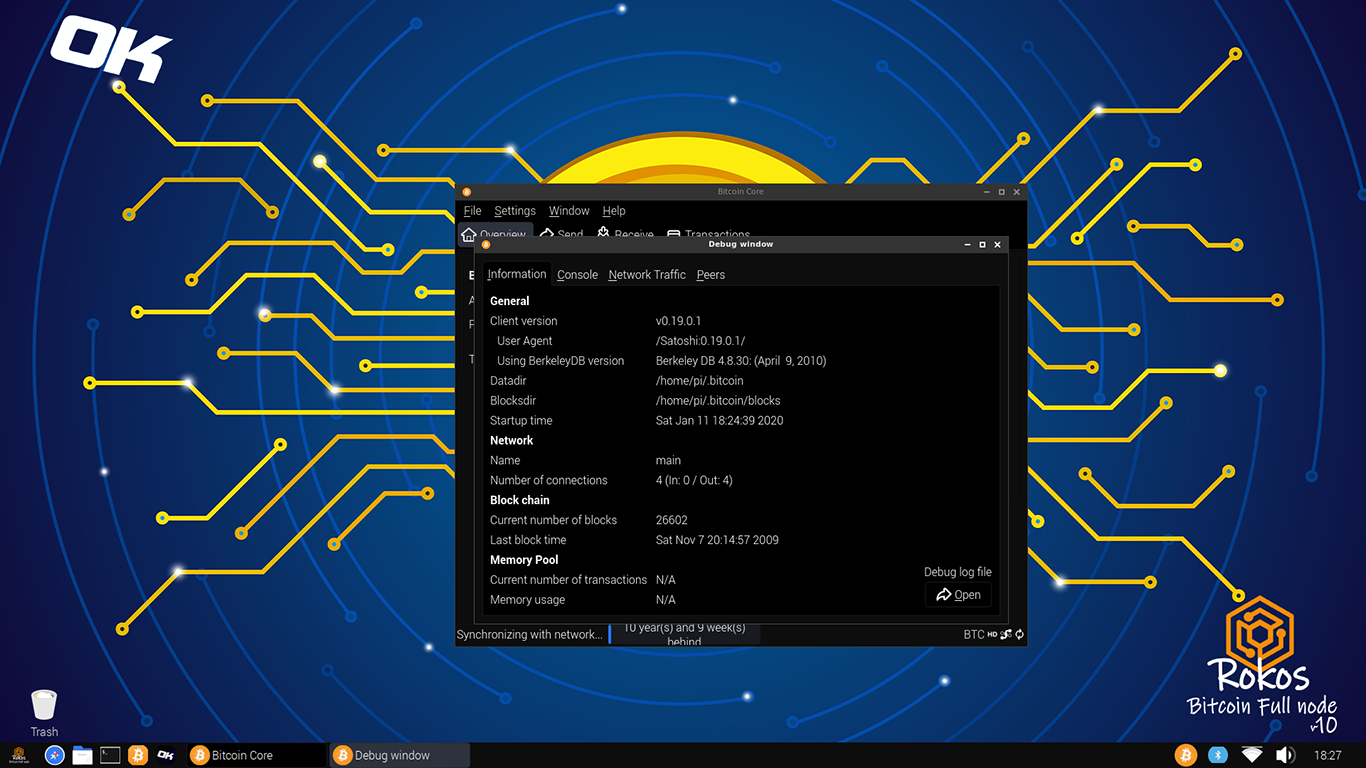 OK
Bitcoin Core
File Settings Window Help
Overview Send Receive Transactions
Debug window
Information Console Network Traffic Peers
General
Client version v0.19.0.1
User Agent /Satoshi:0.19.0.1/
Using BerkeleyDB version Berkeley DB 4.8.30: (April 9, 2010)
Datadir /home/pi/.bitcoin
Blocksdir /home/pi/.bitcoin/blocks
Startup time Sat Jan 11 18:24:39 2020
Network
Name main
Number of connections 4 (In: 0 / Out: 4)
Block chain
Current number of blocks 26602
Last block time Sat Nov 7 20:14:57 2009
Memory Pool
Current number of transactions N/A
Memory usage N/A
Debug log file
Open
Synchronizing with network... 10 year(s) and 9 week(s)
behind
BTC HD
Rokos
Bitcoin Full node
v10
Trash
OK Bitcoin Core Debug window 18:27